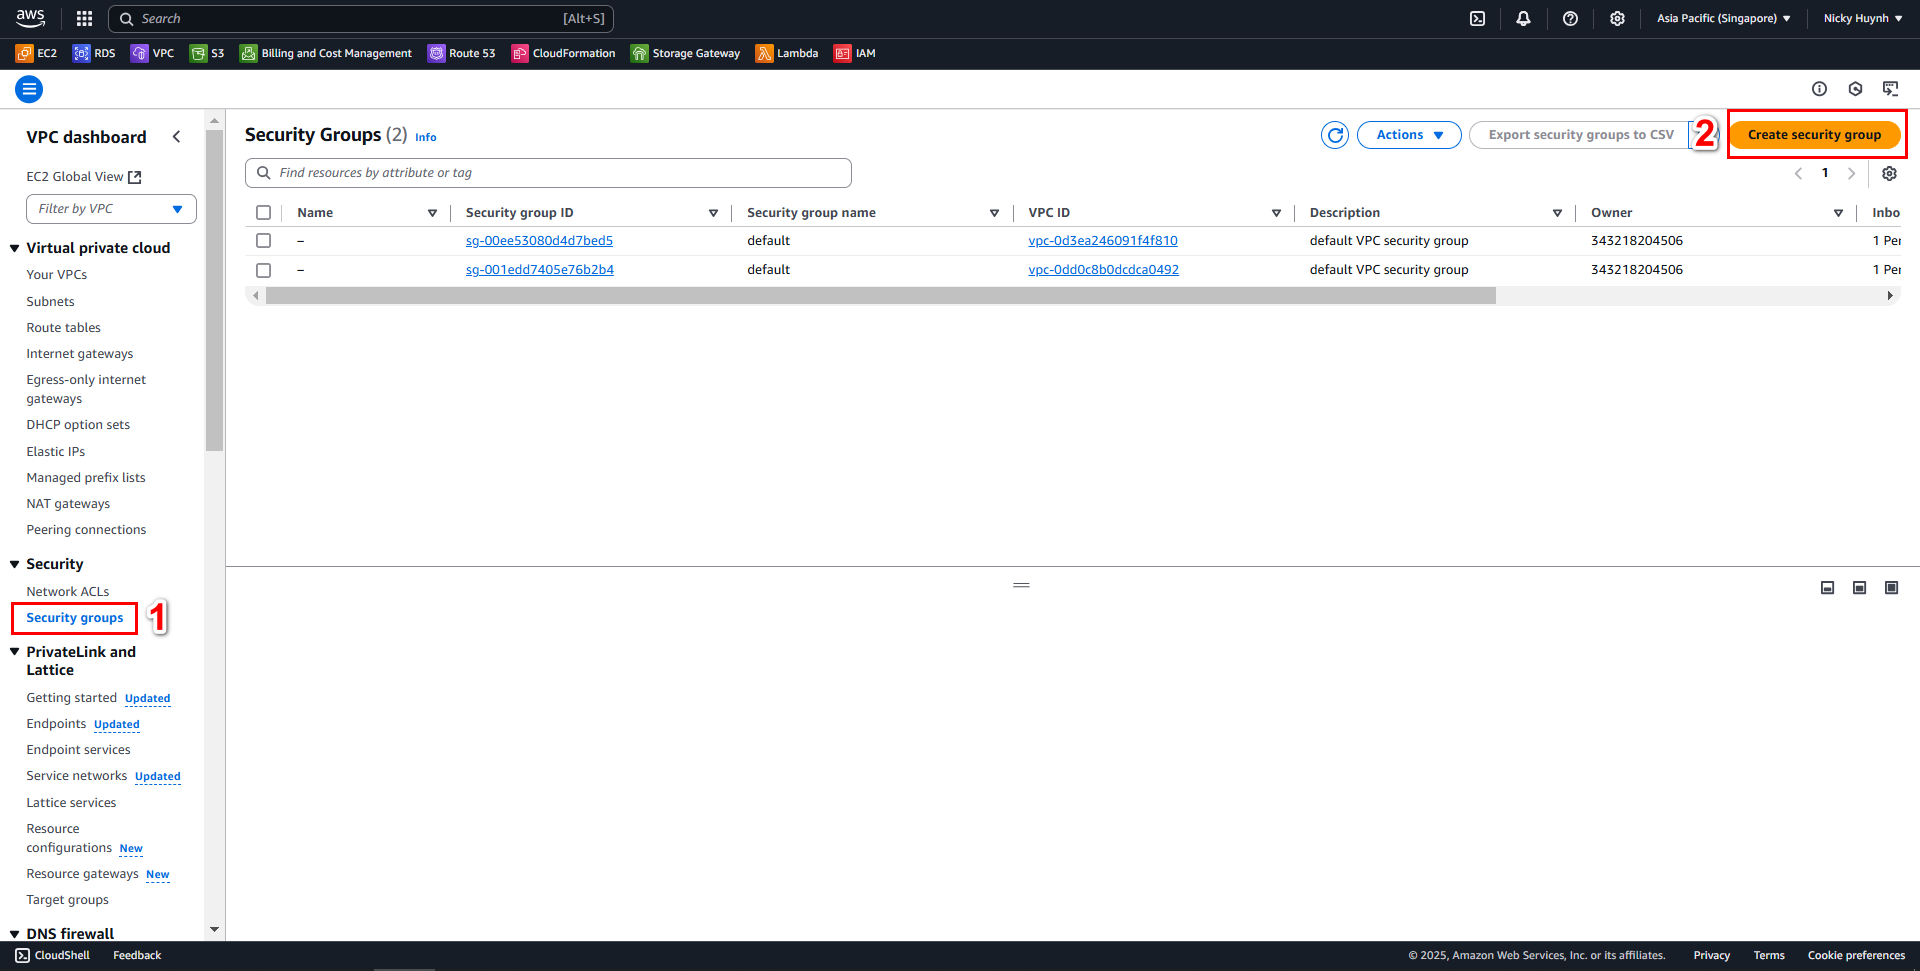 aws
Search [Alt+S]
Asia Pacific (Singapore)
Nicky Huynh
EC2 RDS VPC S3 Billing and Cost Management Route 53 CloudFormation Storage Gateway Lambda IAM
VPC dashboard
EC2 Global View
Filter by VPC
Virtual private cloud
Your VPCs
Subnets
Route tables
Internet gateways
Egress-only internet
gateways
DHCP option sets
Elastic IPs
Managed prefix lists
NAT gateways
Peering connections
Security
Network ACLs
Security groups 1
PrivateLink and
Lattice
Getting started Updated
Endpoints Updated
Endpoint services
Service networks Updated
Lattice services
Resource
configurations New
Resource gateways New
Target groups
DNS firewall
Security Groups (2) Info
Actions
Export security groups to CSV
2
Create security group
Find resources by attribute or tag
1
Name Security group ID Security group name VPC ID Description Owner Inbo
– sg-00ee53080d4d7bed5 default vpc-0d3ea246091f4f810 default VPC security group 343218204506 1 Per
– sg-001edd7405e76b2b4 default vpc-0dd0c8b0dcdca0492 default VPC security group 343218204506 1 Per
CloudShell Feedback
© 2025, Amazon Web Services, Inc. or its affiliates. Privacy Terms Cookie preferences